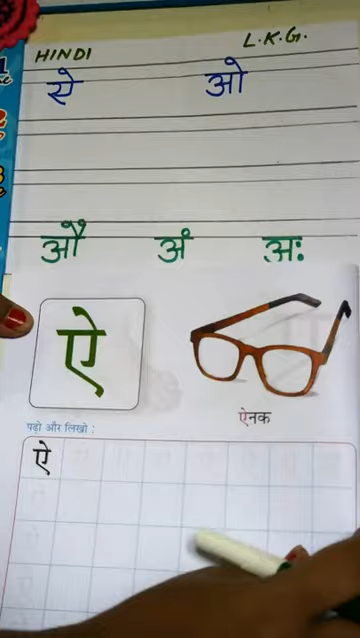 HINDI L.K.G.
ऐ ओ
औ अं अः
ऐ
ऐनक
पढ़ो और लिखो :
ऐ